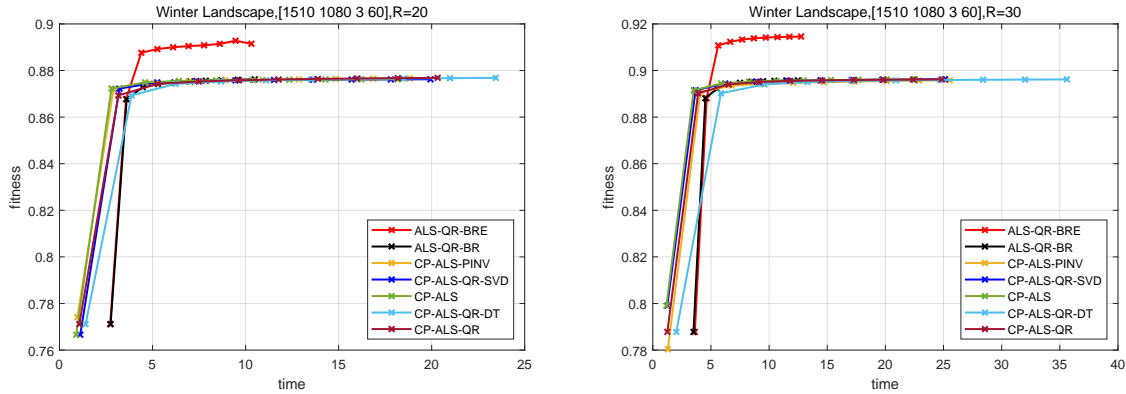 Winter Landscape,[1510 1080 3 60],R=20
0.9
0.88
0.86
0.84
0.82
0.8
0.78
0.76
fitness
0
5
10
15
20
25
time
ALS-QR-BRE
ALS-QR-BR
CP-ALS-PINV
CP-ALS-QR-SVD
CP-ALS
CP-ALS-QR-DT
CP-ALS-QR
Winter Landscape,[1510 1080 3 60],R=30
0.92
0.9
0.88
0.86
0.84
0.82
0.8
0.78
fitness
0
5
10
15
20
25
30
35
40
time
ALS-QR-BRE
ALS-QR-BR
CP-ALS-PINV
CP-ALS-QR-SVD
CP-ALS
CP-ALS-QR-DT
CP-ALS-QR